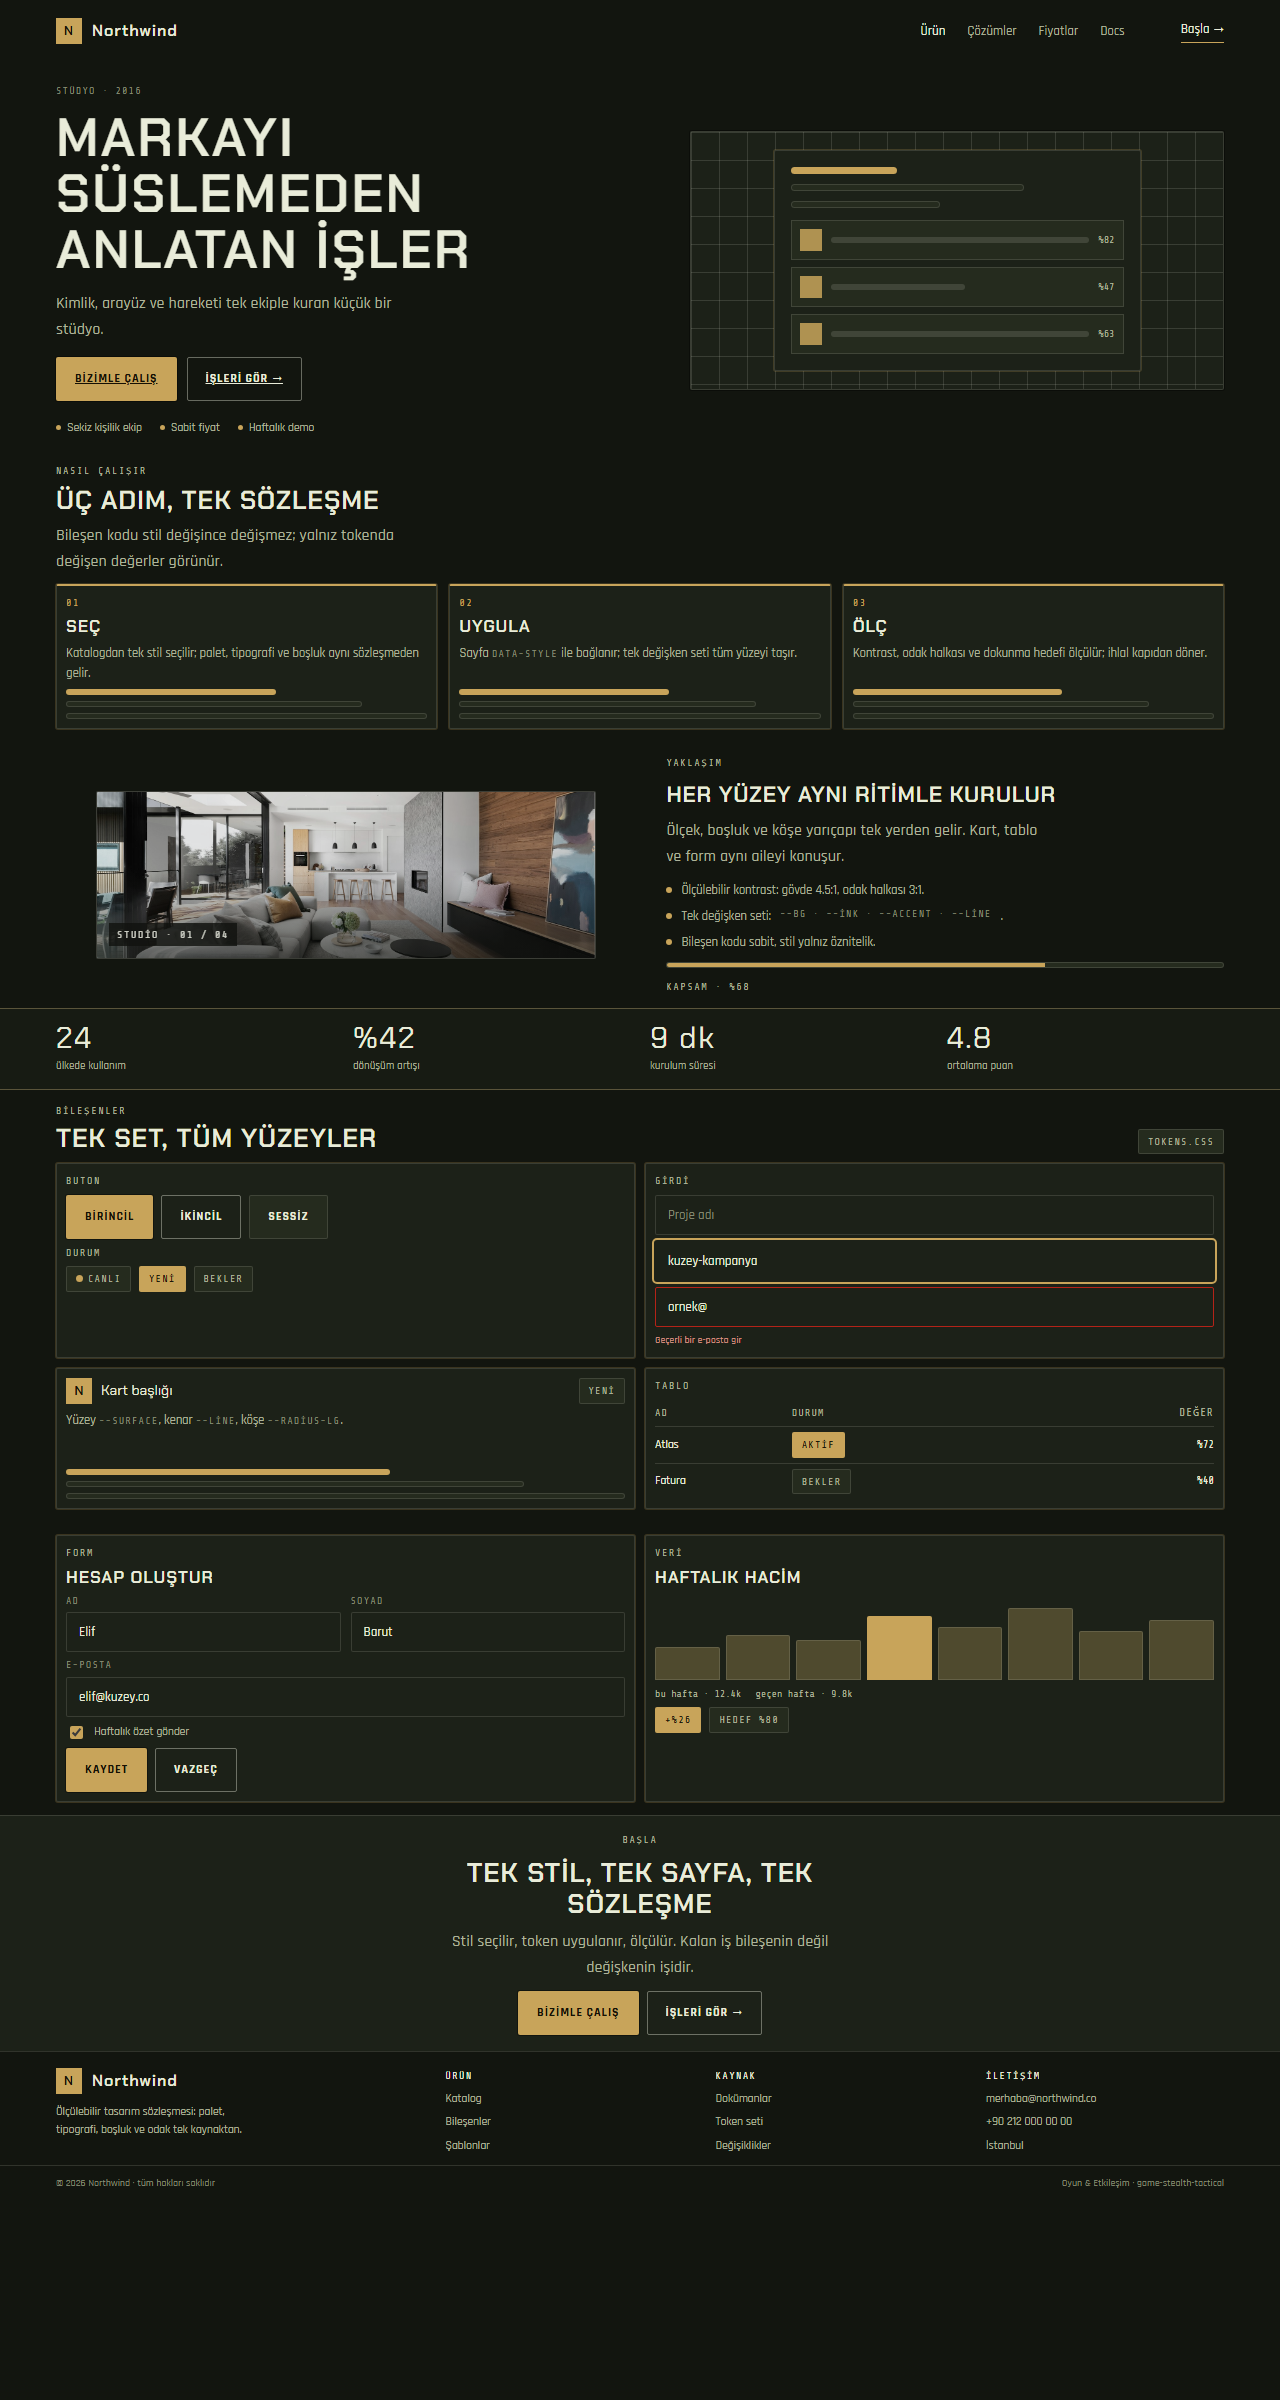 N Northwind
Ürün Çözümler Fiyatlar Docs Başla →
STÜDYO · 2016
MARKAYI
SÜSLEMEDEN
ANLATAN İŞLER
Kimlik, arayüz ve hareketi tek ekiple kuran küçük bir
stüdyo.
BİZİMLE ÇALIŞ İŞLERİ GÖR →
Sekiz kişilik ekip Sabit fiyat Haftalık demo
%82
%47
%63
NASIL ÇALIŞIR
ÜÇ ADIM, TEK SÖZLEŞME
Bileşen kodu stil değişince değişmez; yalnız tokenda
değişen değerler görünür.
01
SEÇ
Katalogdan tek stil seçilir; palet, tipografi ve boşluk aynı sözleşmeden
gelir.
02
UYGULA
Sayfa DATA-STYLE ile bağlanır; tek değişken seti tüm yüzeyi taşır.
03
ÖLÇ
Kontrast, odak halkası ve dokunma hedefi ölçülür; ihlal kapıdan döner.
STUDİO · 01 / 04
YAKLAŞIM
HER YÜZEY AYNI RİTİMLE KURULUR
Ölçek, boşluk ve köşe yarıçapı tek yerden gelir. Kart, tablo
ve form aynı aileyi konuşur.
Ölçülebilir kontrast: gövde 4.5:1, odak halkası 3:1.
Tek değişken seti: --BG · --İNK · --ACCENT · --LİNE .
Bileşen kodu sabit, stil yalnız öznitelik.
KAPSAM · %68
24
ülkede kullanım
%42
dönüşüm artışı
9 dk
kurulum süresi
4.8
ortalama puan
BİLEŞENLER
TEK SET, TÜM YÜZEYLER
TOKENS.CSS
BUTON
BİRİNCİL İKİNCİL SESSİZ
DURUM
CANLI YENİ BEKLER
GİRDİ
Proje adı
kuzey-kampanya
ornek@
Geçerli bir e-posta gir
N Kart başlığı YENİ
Yüzey --SURFACE, kenar --LİNE, köşe --RADİUS-LG.
TABLO
AD DURUM DEĞER
Atlas AKTİF %72
Fatura BEKLER %40
FORM
HESAP OLUŞTUR
AD SOYAD
Elif Barut
E-POSTA
elif@kuzey.co
Haftalık özet gönder
KAYDET VAZGEÇ
VERİ
HAFTALIK HACİM
bu hafta · 12.4k geçen hafta · 9.8k
+%26 HEDEF %80
BAŞLA
TEK STİL, TEK SAYFA, TEK
SÖZLEŞME
Stil seçilir, token uygulanır, ölçülür. Kalan iş bileşenin değil
değişkenin işidir.
BİZİMLE ÇALIŞ İŞLERİ GÖR →
N Northwind
Ölçülebilir tasarım sözleşmesi: palet,
tipografi, boşluk ve odak tek kaynaktan.
ÜRÜN
Katalog
Bileşenler
Şablonlar
KAYNAK
Dokümanlar
Token seti
Değişiklikler
İLETİŞİM
merhaba@northwind.co
+90 212 000 00 00
İstanbul
© 2026 Northwind · tüm hakları saklıdır
Oyun & Etkileşim · game-stealth-tactical